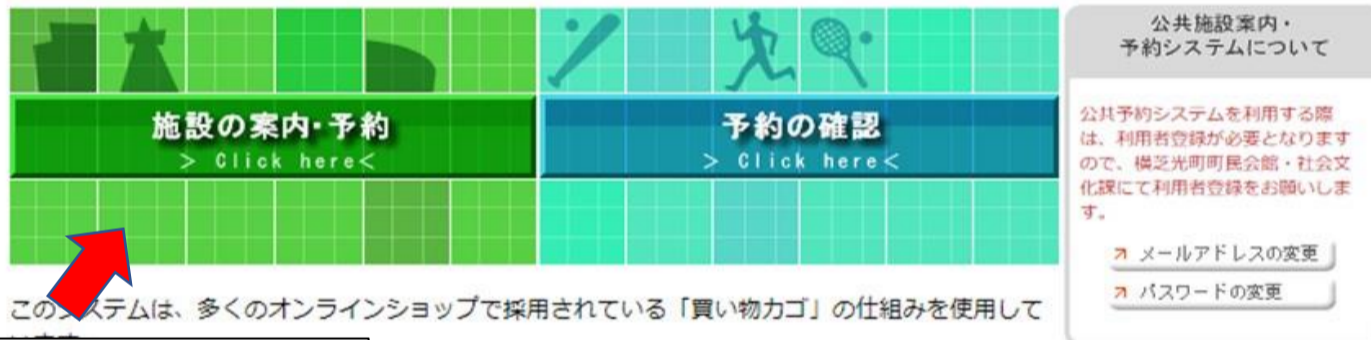 施設の案内・予約
> Click here<
予約の確認
> Click here<
このシステムは、多くのオンラインショップで採用されている「買い物カゴ」の仕組みを使用して
公共施設案内・
予約システムについて
公共予約システムを利用する際
は、利用者登録が必要となります
ので、横芝光町町民会館・社会文
化課にて利用者登録をお願いしま
す。
メールアドレスの変更
パスワードの変更